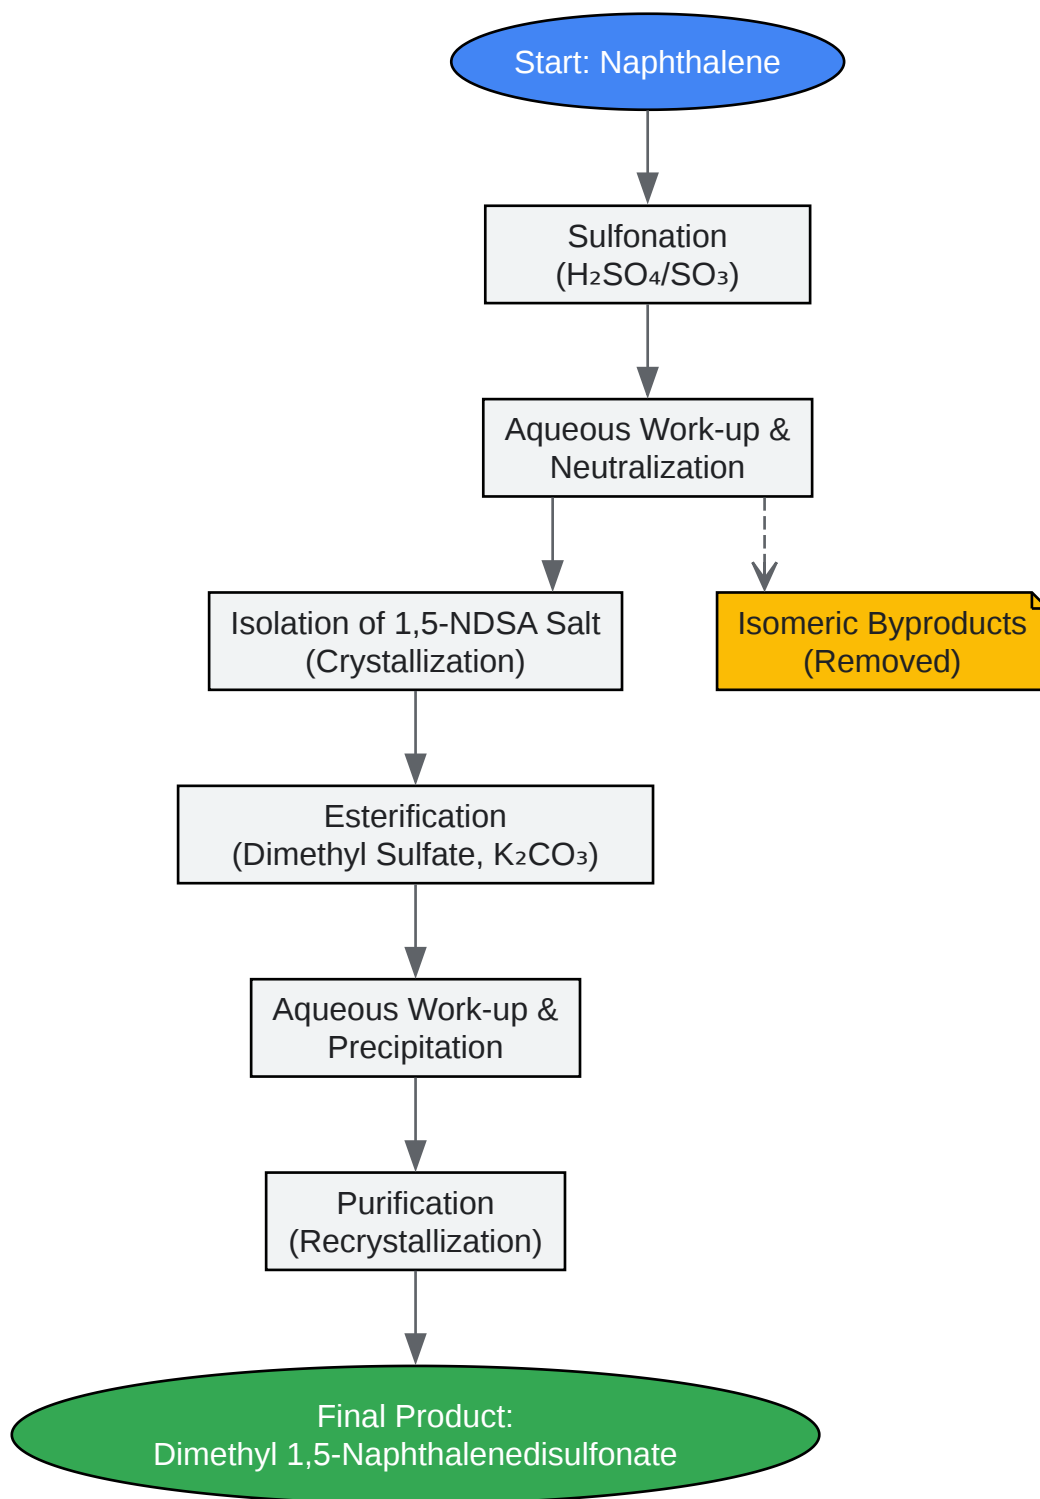 Start: Naphthalene
Sulfonation
(H₂SO₄/SO₃)
Aqueous Work-up &
Neutralization
Isolation of 1,5-NDSA Salt
(Crystallization)
Isomeric Byproducts
(Removed)
Esterification
(Dimethyl Sulfate, K₂CO₃)
Aqueous Work-up &
Precipitation
Purification
(Recrystallization)
Final Product:
Dimethyl 1,5-Naphthalenedisulfonate